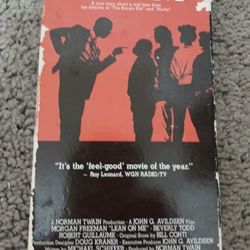 A true story about a real hero from
the director of "The Karate Kid" and "Rocky"
"It's the 'feel-good' movie of the year."
– Ray Leonard, WGN RADIO/TV
A NORMAN TWAIN Production • A JOHN G. AVILDSEN Film
MORGAN FREEMAN "LEAN ON ME" • BEVERLY TODD
ROBERT GUILLAUME • Original Score by BILL CONTI
Production Designer DOUG KRANER • Executive Producer JOHN G. AVILDSEN
Written by MICHAEL SCHIFFER • Produced by NORMAN TWAIN